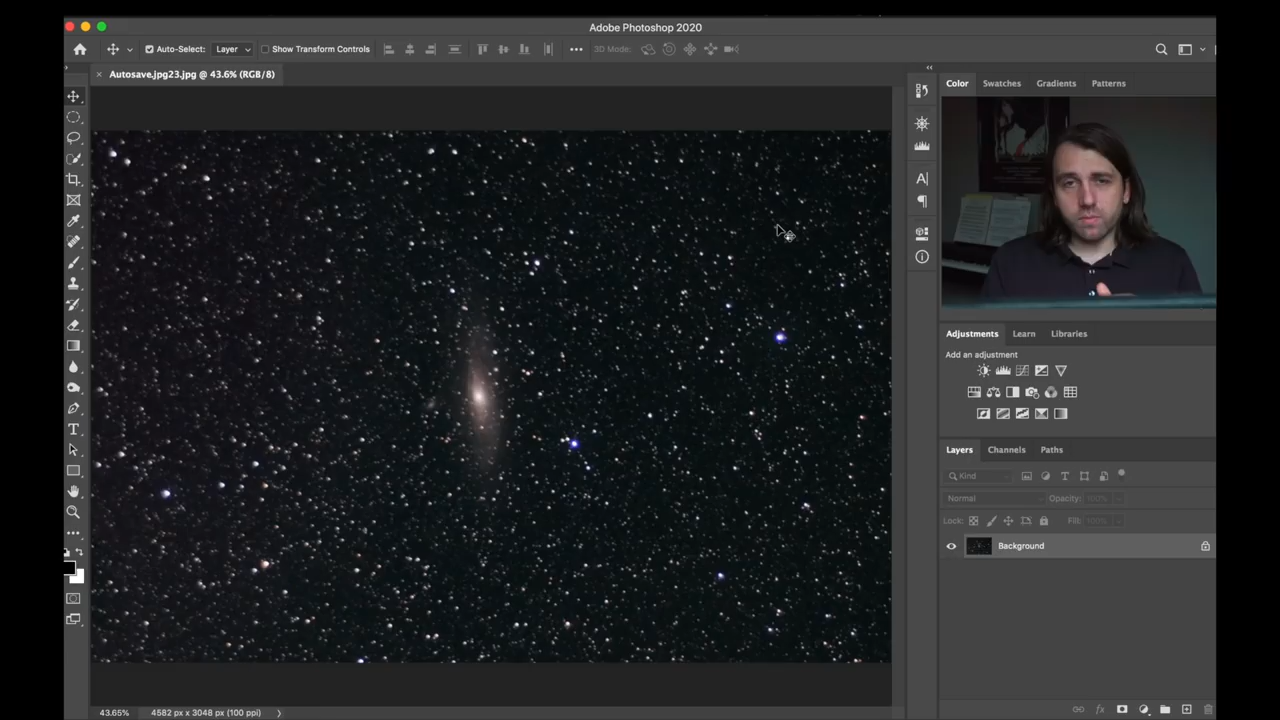 Adobe Photoshop 2020
Auto-Select: Layer Show Transform Controls 3D Mode:
× Autosave.jpg23.jpg @ 43.6% (RGB/8)
Color Swatches Gradients Patterns
Adjustments Learn Libraries
Add an adjustment
Layers Channels Paths
Kind
Normal Opacity: 100%
Lock: Fill: 100%
Background
43.65% 4582 px x 3048 px (100 ppi)